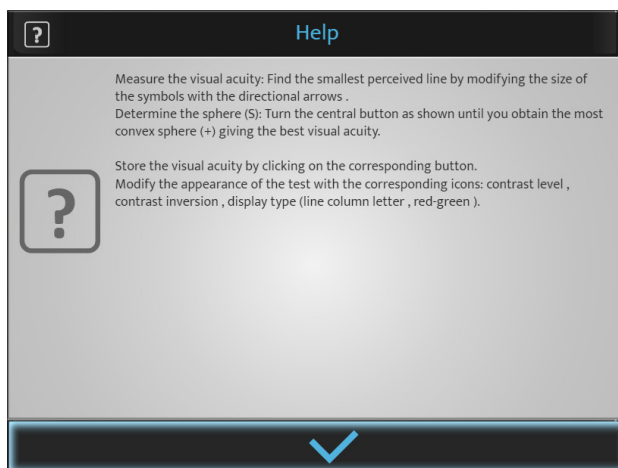 ?
Help
Measure the visual acuity: Find the smallest perceived line by modifying the size of
the symbols with the directional arrows .
Determine the sphere (S): Turn the central button as shown until you obtain the most
convex sphere (+) giving the best visual acuity.
Store the visual acuity by clicking on the corresponding button.
Modify the appearance of the test with the corresponding icons: contrast level ,
contrast inversion , display type (line column letter , red-green ).
?